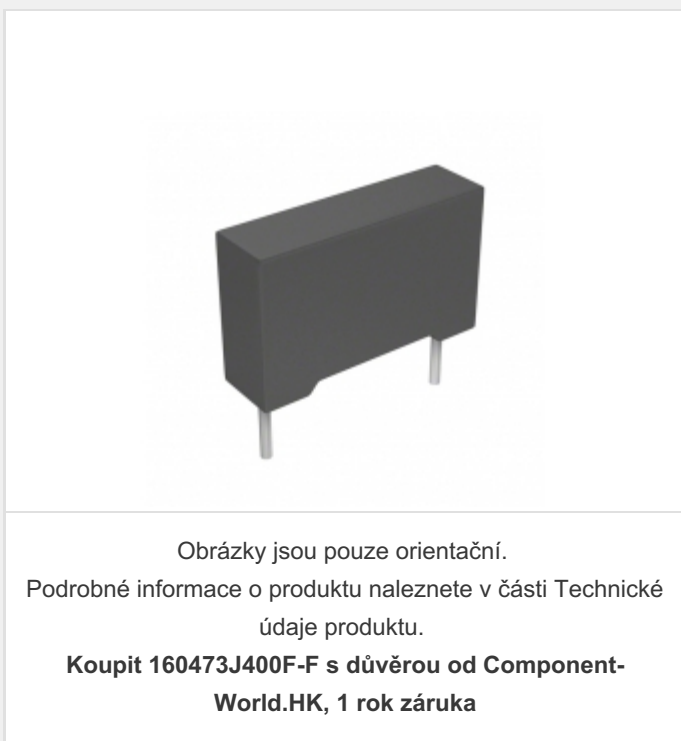 Obrázky jsou pouze orientační.
Podrobné informace o produktu naleznete v části Technické
údaje produktu.
Koupit 160473J400F-F s důvěrou od Component-
World.HK, 1 rok záruka